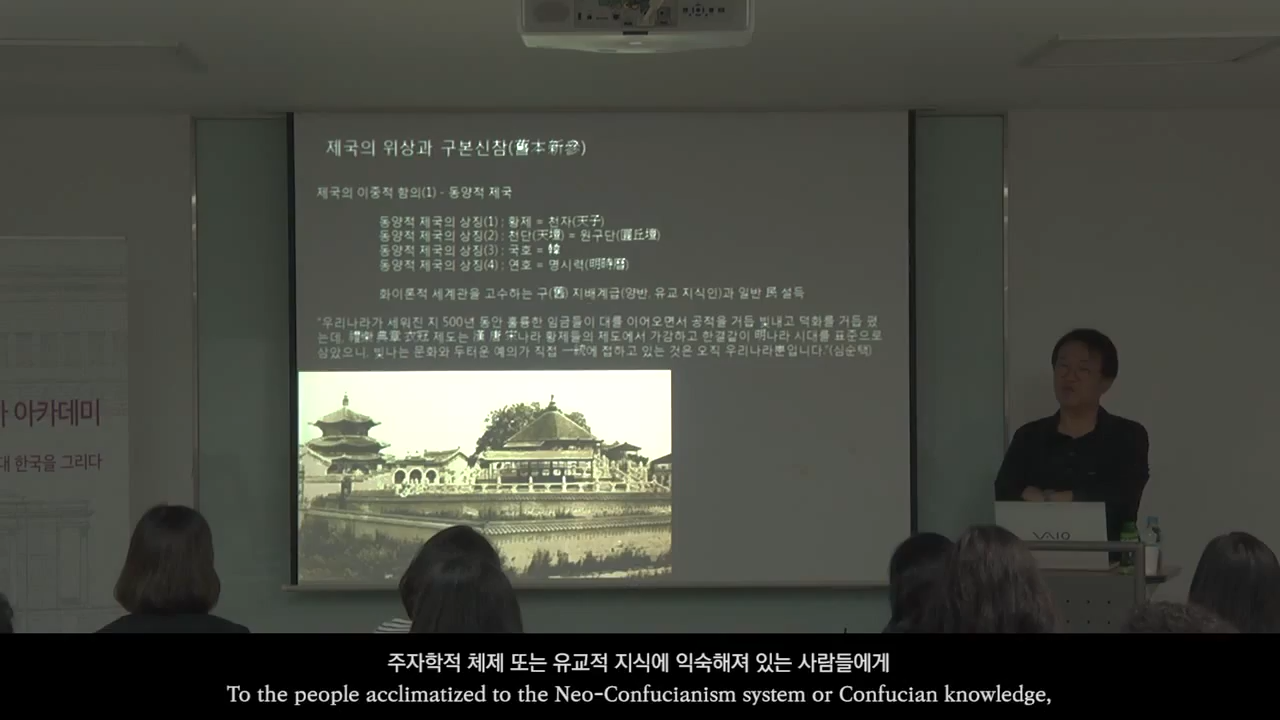 제국의 위상과 구본신참(舊本新參)
제국의 이중적 함의(1) - 동양적 제국
동양적 제국의 상징(1) : 황제 = 천자(天子)
동양적 제국의 상징(2) : 천단(天壇) = 원구단(圜丘壇)
동양적 제국의 상징(3) : 국호 = 韓
동양적 제국의 상징(4) : 연호 = 명시력(明時曆)
화이론적 세계관을 고수하는 구(舊) 지배계급(양반, 유교 지식인)과 일반 民 설득
"우리나라가 세워진 지 500년 동안 훌륭한 임금들이 대를 이어오면서 공적을 거듭 빛내고 덕화를 거듭 폈
는데, 禮樂 典章 衣冠 제도는 漢 唐 宋나라 황제들의 제도에서 가감하고 한결같이 明나라 시대를 표준으로
삼았으니, 빛나는 문화와 두터운 예의가 직접 一統에 접하고 있는 것은 오직 우리나라뿐입니다."(심순택)
아카데미
한국을 그리다
VAIO
주자학적 체제 또는 유교적 지식에 익숙해져 있는 사람들에게
To the people acclimatized to the Neo-Confucianism system or Confucian knowledge,